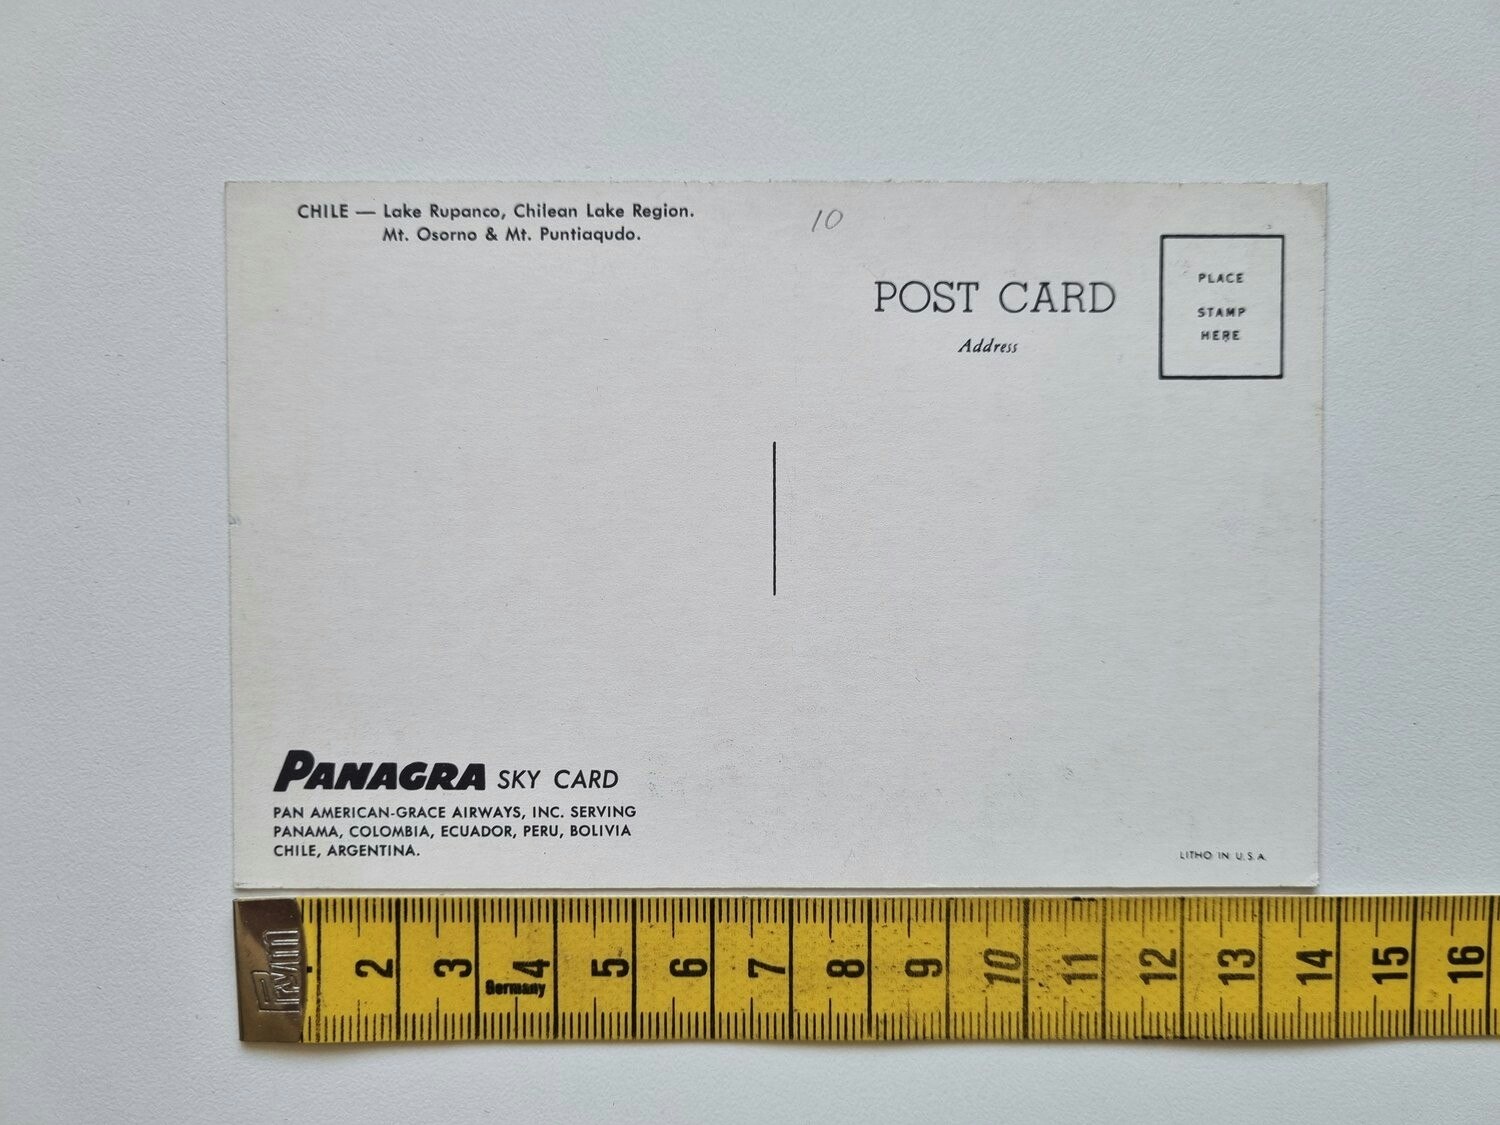 CHILE — Lake Rupanco, Chilean Lake Region.
Mt. Osorno & Mt. Puntiaqudo.
10
POST CARD
Address
PLACE
STAMP
HERE
PANAGRA SKY CARD
PAN AMERICAN-GRACE AIRWAYS, INC. SERVING
PANAMA, COLOMBIA, ECUADOR, PERU, BOLIVIA
CHILE, ARGENTINA.
LITHO IN U.S.A.
Prym 2 3 4 5 6 7 8 9 10 11 12 13 14 15 16
Germany